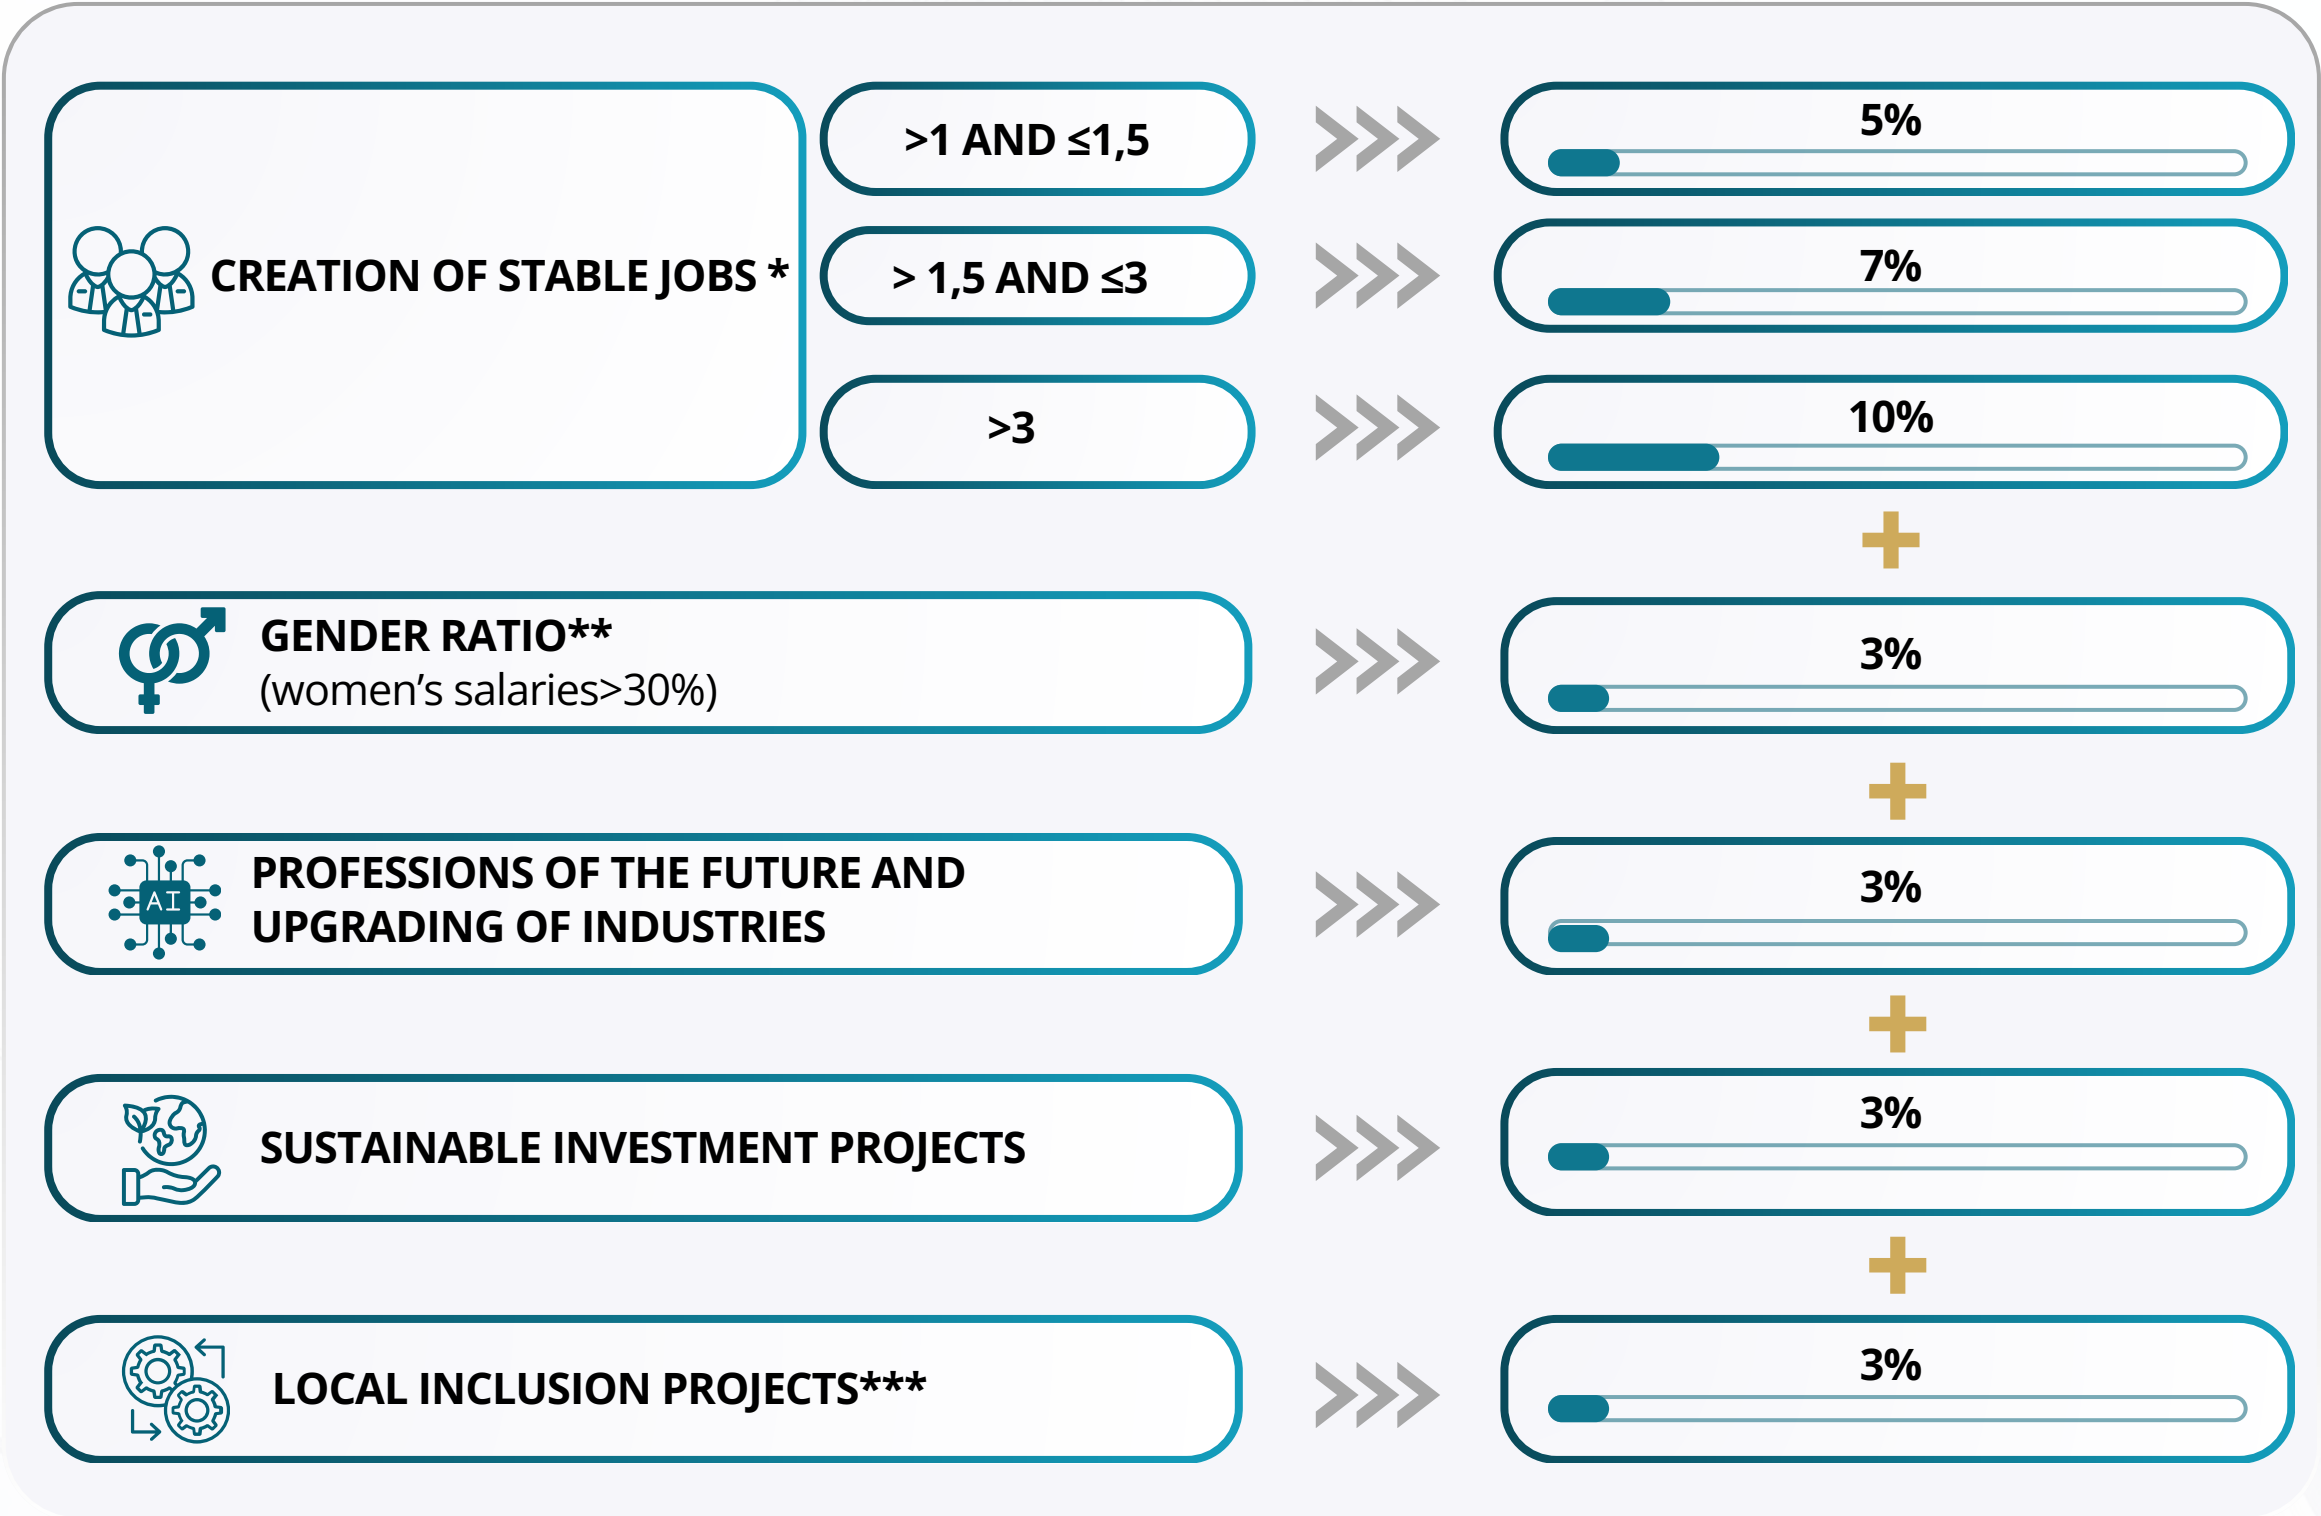 >1 AND ≤1,5
5%
CREATION OF STABLE JOBS *
> 1,5 AND ≤3
7%
>3
10%
GENDER RATIO**
(women’s salaries>30%)
3%
PROFESSIONS OF THE FUTURE AND
UPGRADING OF INDUSTRIES
AI
3%
SUSTAINABLE INVESTMENT PROJECTS
3%
LOCAL INCLUSION PROJECTS***
3%